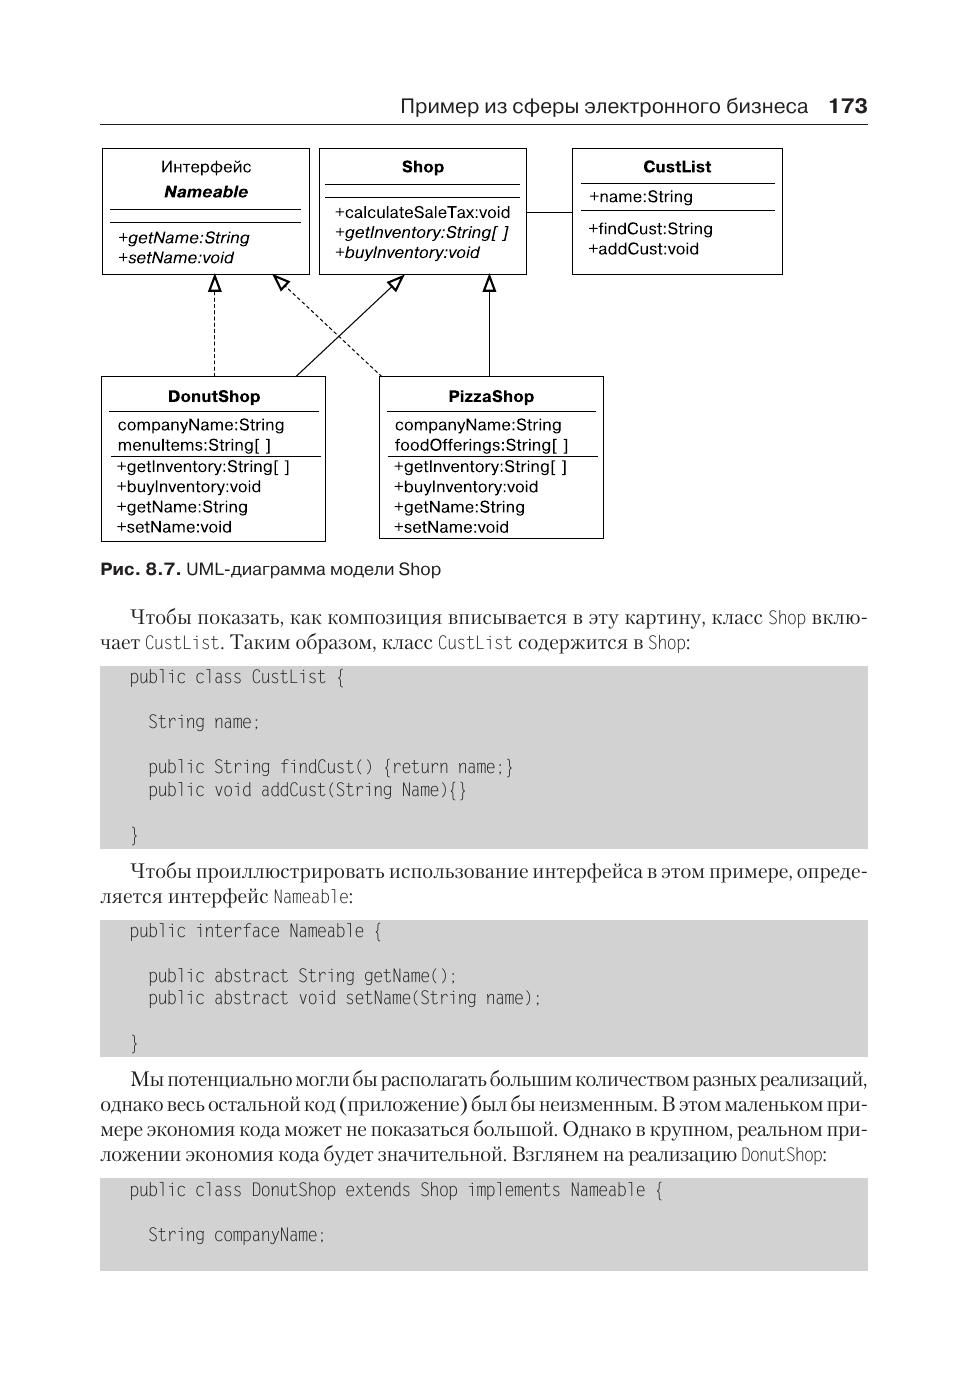 Пример из сферы электронного бизнеса 173
Интерфейс
Nameable
+getName:String
+setName:void
Shop
+calculateSaleTax:void
+getInventory:String[ ]
+buyInventory:void
CustList
+name:String
+findCust:String
+addCust:void
DonutShop
companyName:String
menuItems:String[ ]
+getInventory:String[ ]
+buyInventory:void
+getName:String
+setName:void
PizzaShop
companyName:String
foodOfferings:String[ ]
+getInventory:String[ ]
+buyInventory:void
+getName:String
+setName:void
Рис. 8.7. UML-диаграмма модели Shop
Чтобы показать, как композиция вписывается в эту картину, класс Shop вклю-
чает CustList. Таким образом, класс CustList содержится в Shop:
public class CustList {
String name;
public String findCust() {return name;}
public void addCust(String Name){}
}
Чтобы проиллюстрировать использование интерфейса в этом примере, опреде-
ляется интерфейс Nameable:
public interface Nameable {
public abstract String getName();
public abstract void setName(String name);
}
Мы потенциально могли бы располагать большим количеством разных реализаций,
однако весь остальной код (приложение) был бы неизменным. В этом маленьком при-
мере экономия кода может не показаться большой. Однако в крупном, реальном при-
ложении экономия кода будет значительной. Взглянем на реализацию DonutShop:
public class DonutShop extends Shop implements Nameable {
String companyName;